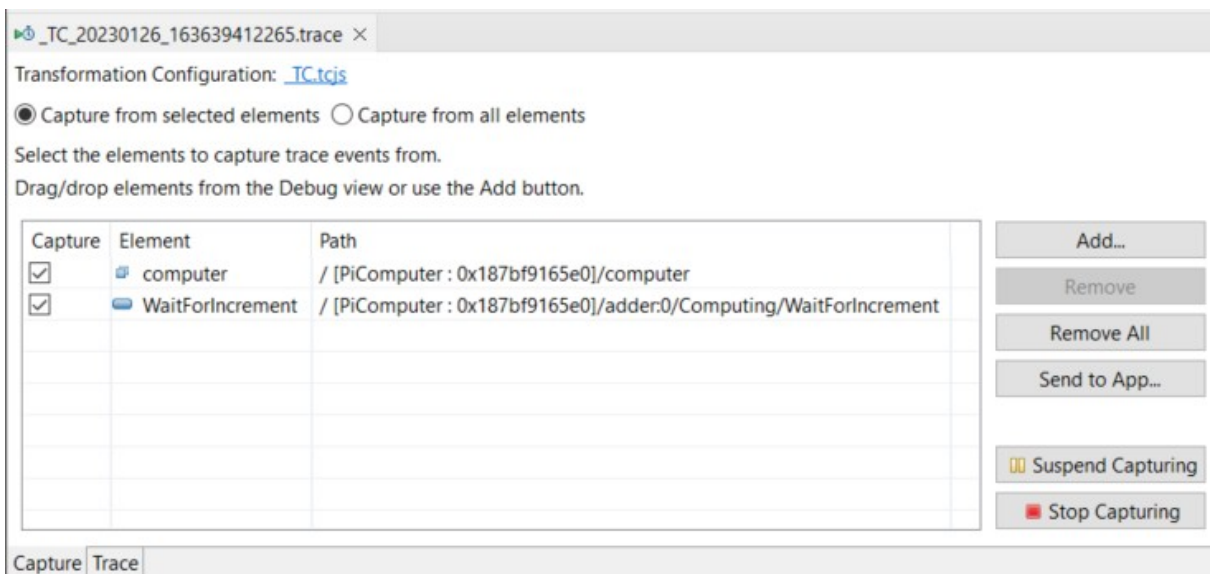 _TC_20230126_163639412265.trace
Transformation Configuration: _TC.tcjs
Capture from selected elements Capture from all elements
Select the elements to capture trace events from.
Drag/drop elements from the Debug view or use the Add button.
Capture Element Path
computer / [PiComputer : 0x187bf9165e0]/computer
WaitForIncrement / [PiComputer : 0x187bf9165e0]/adder:0/Computing/WaitForIncrement
Add...
Remove
Remove All
Send to App...
Suspend Capturing
Stop Capturing
Capture Trace